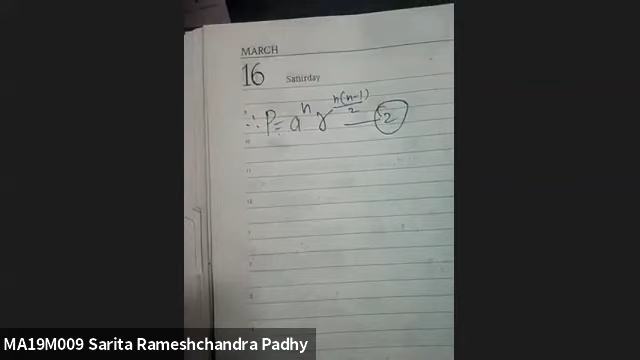 MARCH
16 Saturday
∴ P = a^n r^(n(n-1)/2) — 2
MA19M009 Sarita Rameshchandra Padhy